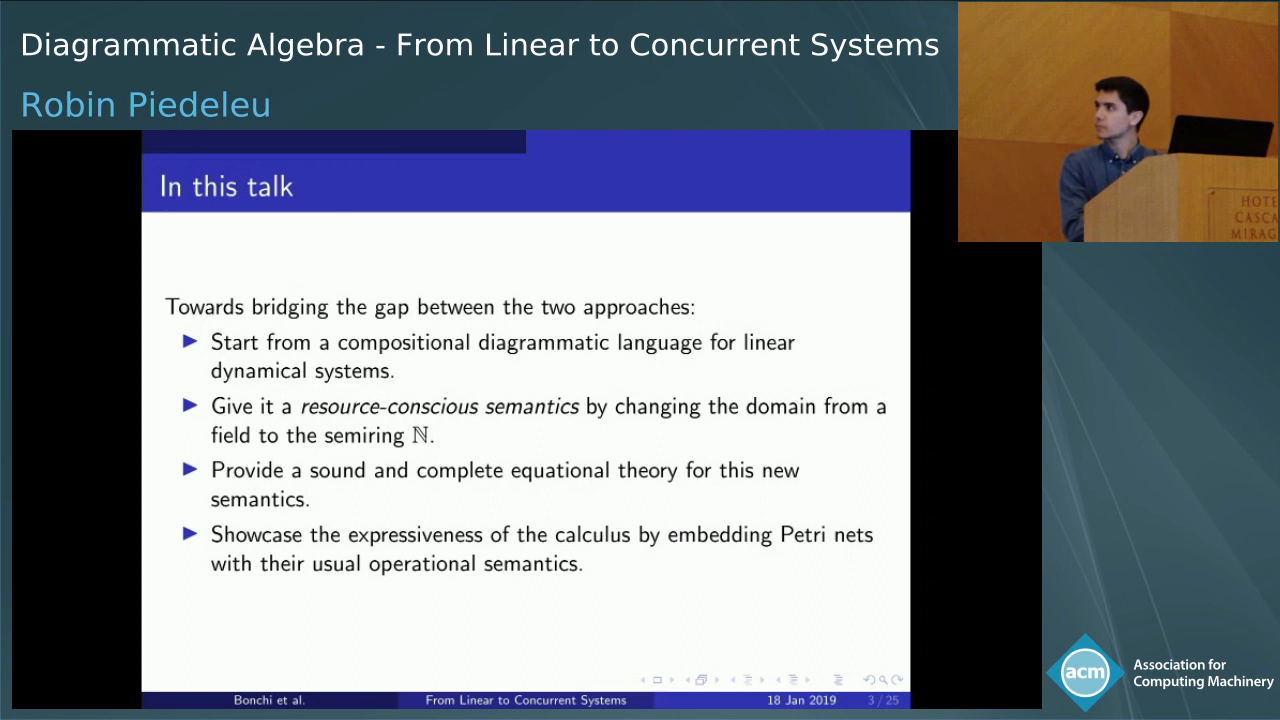 Diagrammatic Algebra - From Linear to Concurrent Systems
Robin Piedeleu
In this talk
Towards bridging the gap between the two approaches:
Start from a compositional diagrammatic language for linear
dynamical systems.
Give it a resource-conscious semantics by changing the domain from a
field to the semiring ℕ.
Provide a sound and complete equational theory for this new
semantics.
Showcase the expressiveness of the calculus by embedding Petri nets
with their usual operational semantics.
Bonchi et al. From Linear to Concurrent Systems 18 Jan 2019 3 / 25
HOTE
CASCA
MIRAG
acm Association for
Computing Machinery